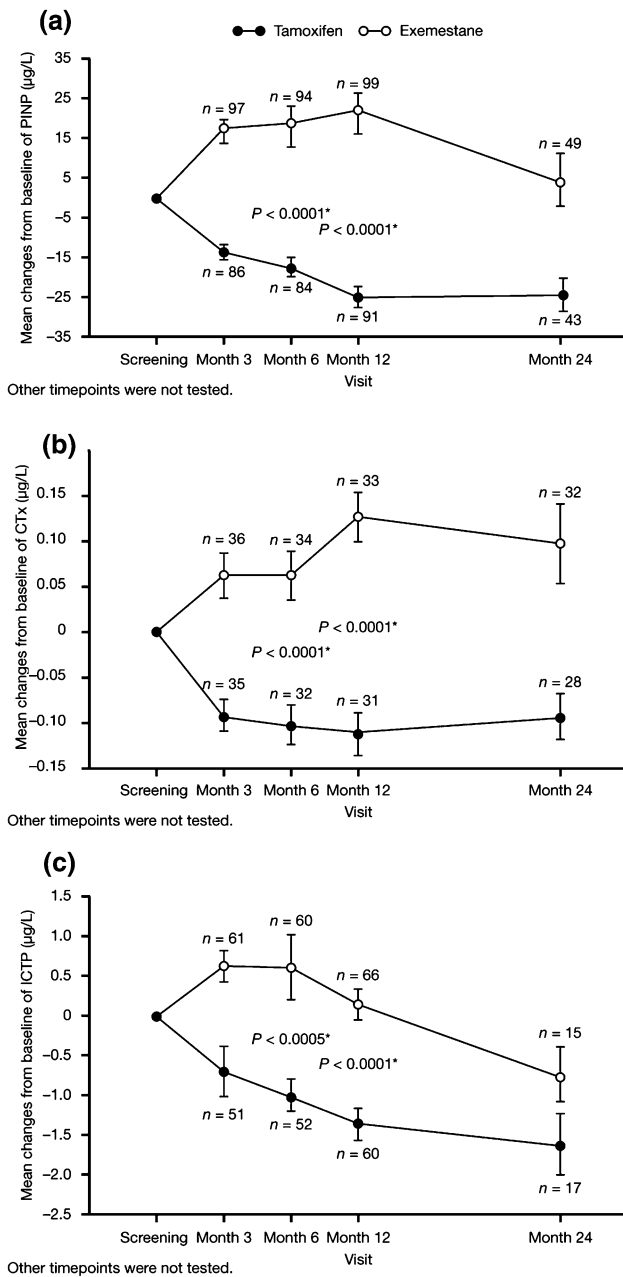 (a)
Tamoxifen Exemestane
Mean changes from baseline of PINP (µg/L)
35
25
15
5
−5
−15
−25
−35
n = 97
n = 94
n = 99
n = 49
P < 0.0001*
P < 0.0001*
n = 86
n = 84
n = 91
n = 43
Screening Month 3 Month 6 Month 12 Month 24
Visit
Other timepoints were not tested.
(b)
Mean changes from baseline of CTx (µg/L)
0.15
0.10
0.05
0
−0.05
−0.10
−0.15
n = 36
n = 34
n = 33
n = 32
P < 0.0001*
P < 0.0001*
n = 35
n = 32
n = 31
n = 28
Screening Month 3 Month 6 Month 12 Month 24
Visit
Other timepoints were not tested.
(c)
Mean changes from baseline of ICTP (µg/L)
1.5
1.0
0.5
0
−0.5
−1.0
−1.5
−2.0
−2.5
n = 61
n = 60
n = 66
n = 15
P < 0.0005*
P < 0.0001*
n = 51
n = 52
n = 60
n = 17
Screening Month 3 Month 6 Month 12 Month 24
Visit
Other timepoints were not tested.